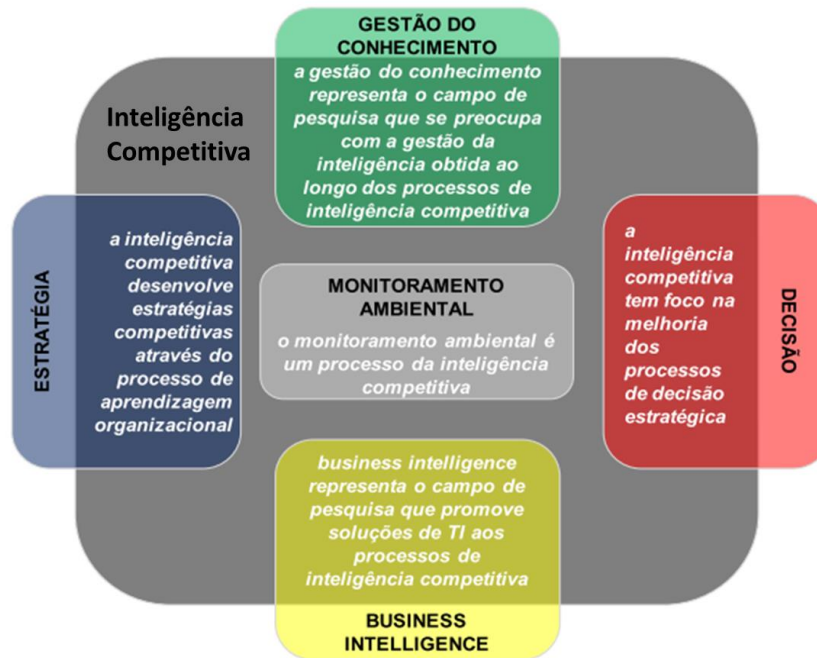 GESTÃO DO
CONHECIMENTO
a gestão do conhecimento
representa o campo de
pesquisa que se preocupa
com a gestão da
inteligência obtida ao
longo dos processos de
inteligência competitiva
Inteligência
Competitiva
ESTRATÉGIA
a inteligência
competitiva
desenvolve
estratégias
competitivas
através do
processo de
aprendizagem
organizacional
MONITORAMENTO
AMBIENTAL
o monitoramento ambiental é
um processo da inteligência
competitiva
a
inteligência
competitiva
tem foco na
melhoria
dos
processos
de decisão
estratégica
DECISÃO
business intelligence
representa o campo de
pesquisa que promove
soluções de TI aos
processos de
inteligência competitiva
BUSINESS
INTELLIGENCE